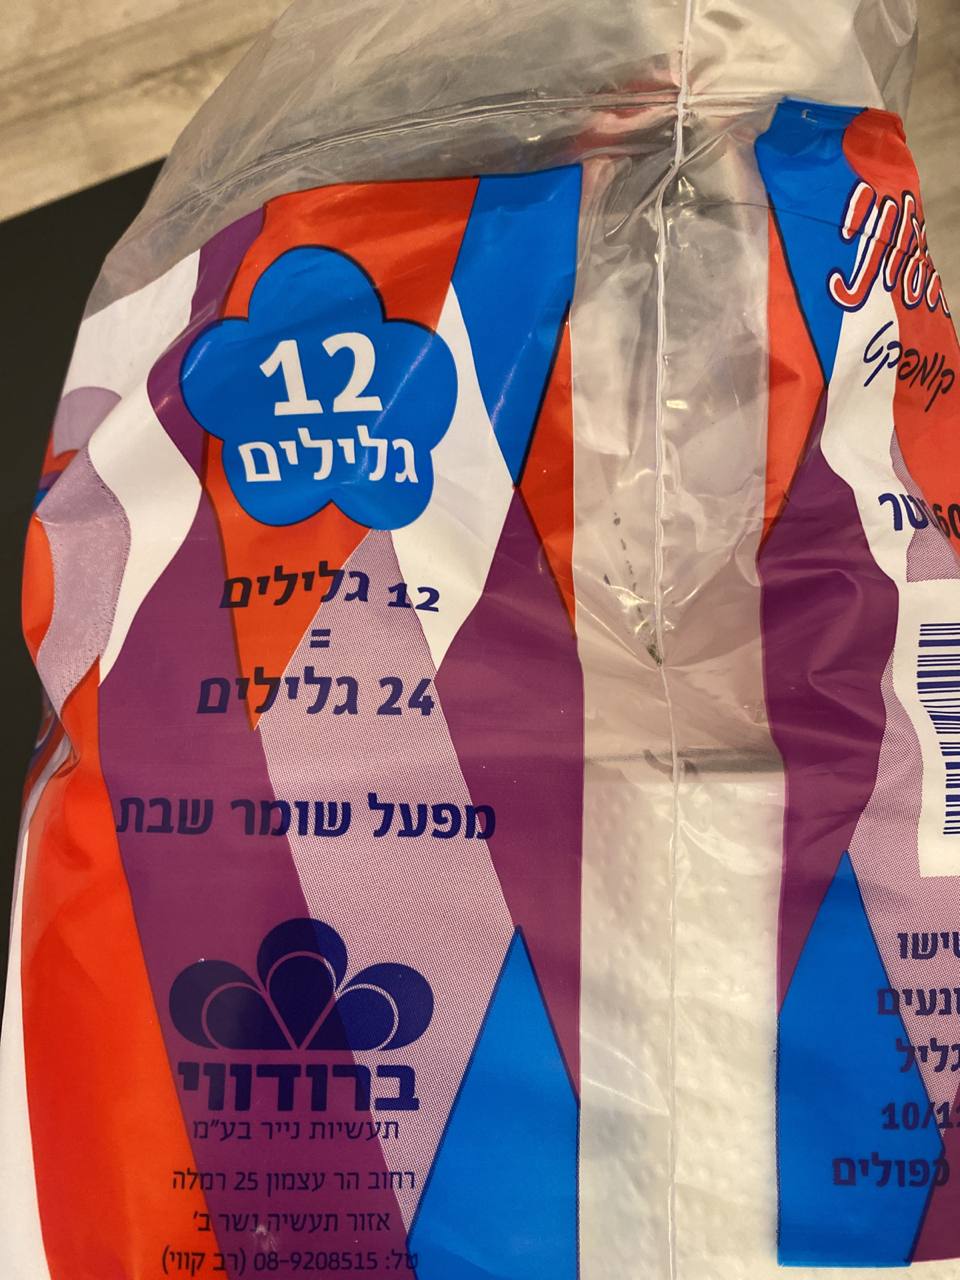 12
גלילים
12 גלילים
=
24 גלילים
מפעל שומר שבת
ברודווי
תעשיות נייר בע"מ
רחוב הר עצמון 25 רמלה
אזור תעשיה נשר ב'
טל: 08-9208515 (רב קווי)
קומפקט
כפולים